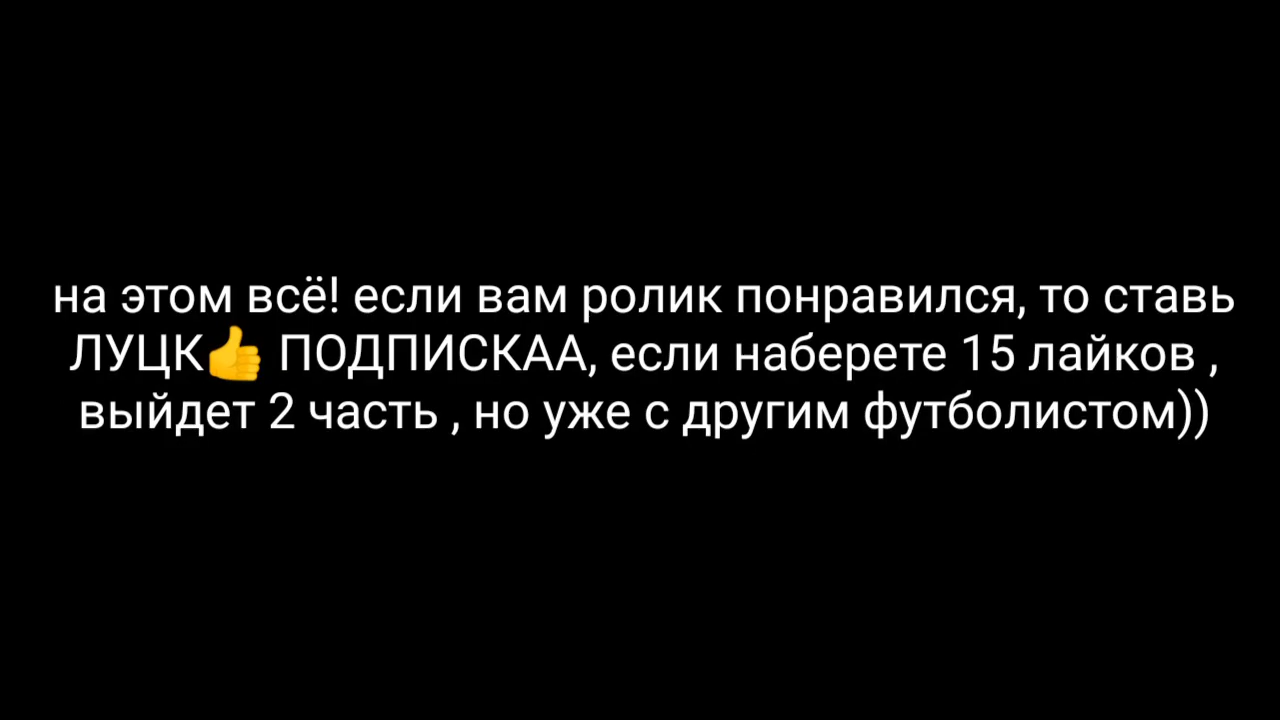 на этом всё! если вам ролик понравился, то ставь
ЛУЦК👍 ПОДПИСКАА, если наберете 15 лайков ,
выйдет 2 часть , но уже с другим футболистом))